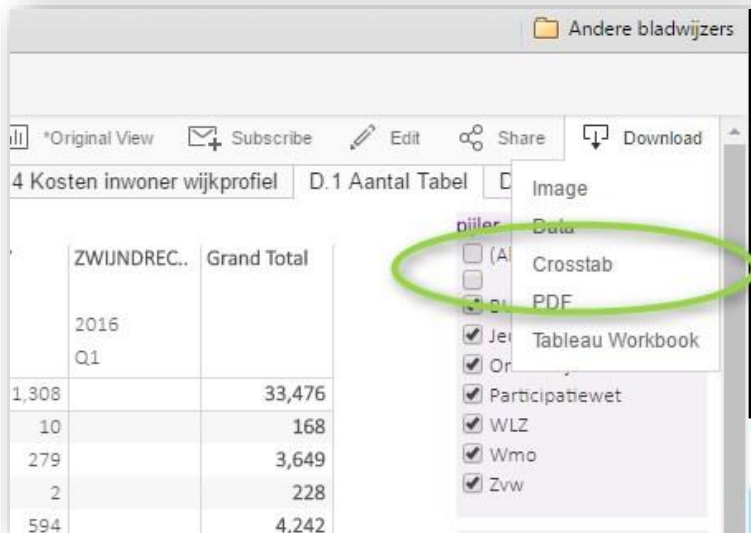 Andere bladwijzers
*Original View Subscribe Edit Share Download
4 Kosten inwoner wijkprofiel D.1 Aantal Tabel D
Image
pijler
Data
ZWIJNDREC.. Grand Total
(Al
Crosstab
2016
PDF
Q1
Tableau Workbook
1,308 33,476
Participatiewet
10 168
WLZ
279 3,649
Wmo
2 228
Zvw
594 4,242